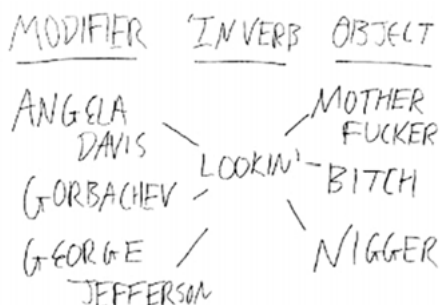 MODIFIER 'IN VERB OBJECT
ANGELA
DAVIS
GORBACHEV
GEORGE
JEFFERSON
LOOKIN'
MOTHER
FUCKER
BITCH
NIGGER